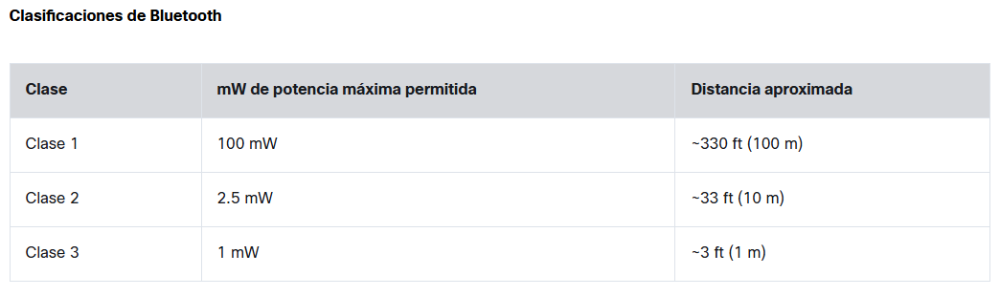 Clasificaciones de Bluetooth
Clase mW de potencia máxima permitida Distancia aproximada
Clase 1 100 mW ~330 ft (100 m)
Clase 2 2.5 mW ~33 ft (10 m)
Clase 3 1 mW ~3 ft (1 m)